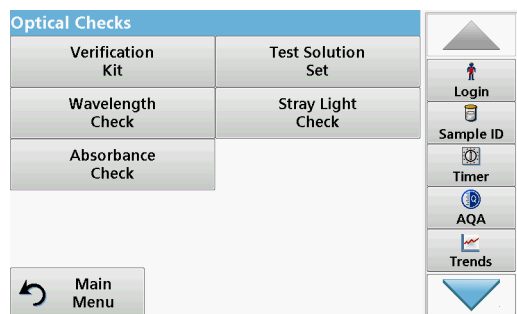 Optical Checks
Verification
Kit
Test Solution
Set
Wavelength
Check
Stray Light
Check
Absorbance
Check
Main
Menu
Login
Sample ID
Timer
AQA
Trends